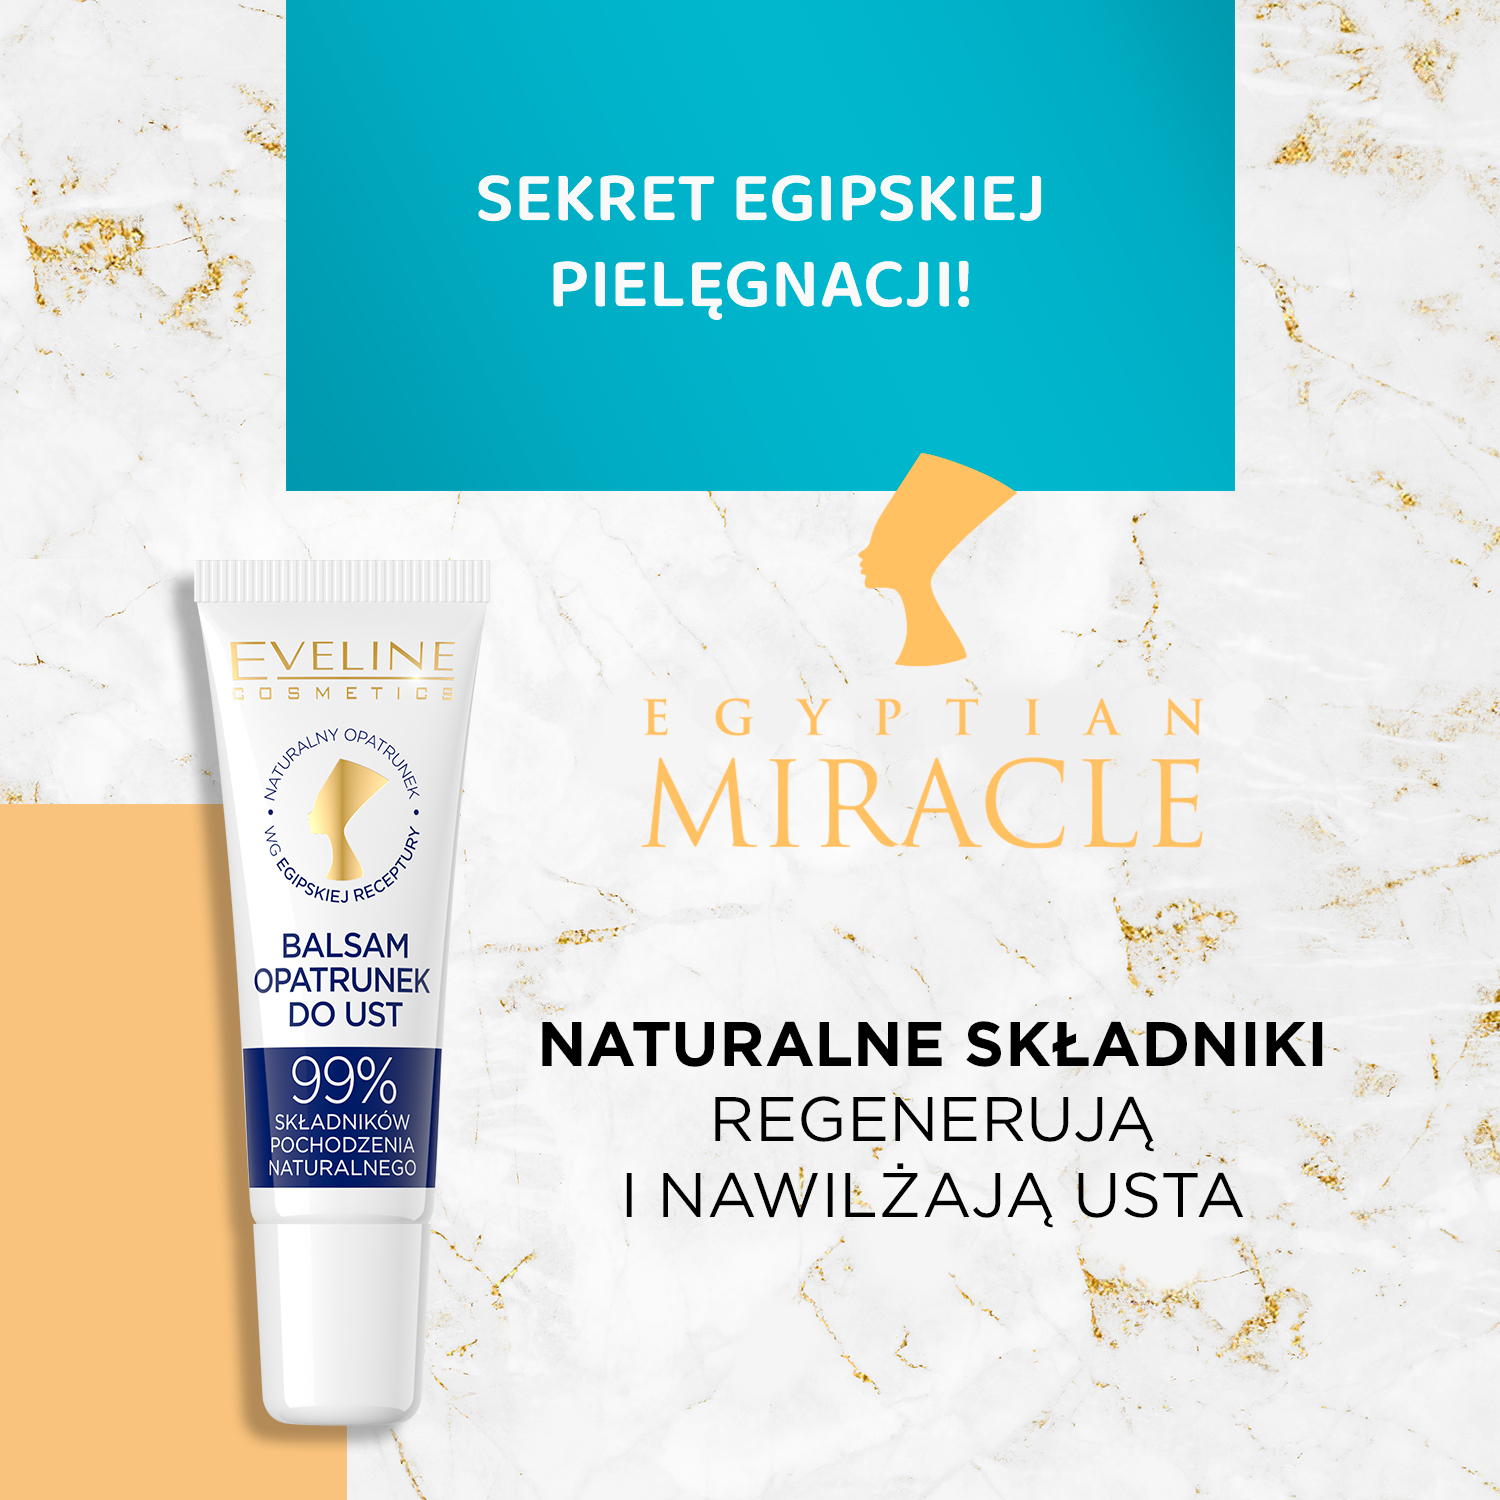 SEKRET EGIPSKIEJ
PIELĘGNACJI!
EGYPTIAN
MIRACLE
NATURALNE SKŁADNIKI
REGENERUJĄ
I NAWILŻAJĄ USTA
EVELINE
COSMETICS
NATURALNY OPATRUNEK
• WG EGIPSKIEJ RECEPTURY •
BALSAM
OPATRUNEK
DO UST
99%
SKŁADNIKÓW
POCHODZENIA
NATURALNEGO